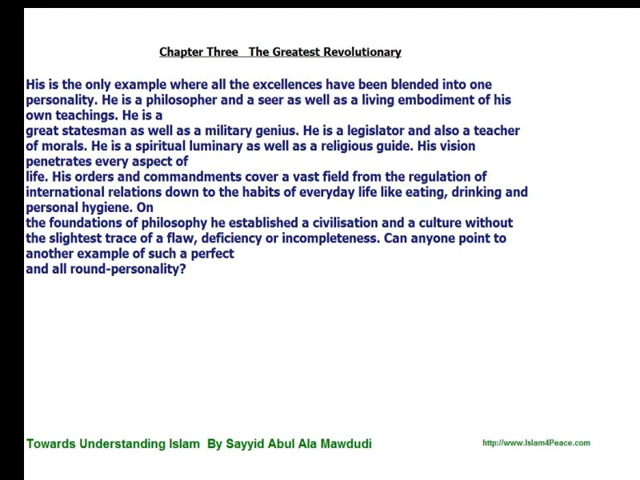 Chapter Three   The Greatest Revolutionary
His is the only example where all the excellences have been blended into one
personality. He is a philosopher and a seer as well as a living embodiment of his
own teachings. He is a
great statesman as well as a military genius. He is a legislator and also a teacher
of morals. He is a spiritual luminary as well as a religious guide. His vision
penetrates every aspect of
life. His orders and commandments cover a vast field from the regulation of
international relations down to the habits of everyday life like eating, drinking and
personal hygiene. On
the foundations of philosophy he established a civilisation and a culture without
the slightest trace of a flaw, deficiency or incompleteness. Can anyone point to
another example of such a perfect
and all round-personality?
Towards Understanding Islam  By Sayyid Abul Ala Mawdudi
http://www.Islam4Peace.com